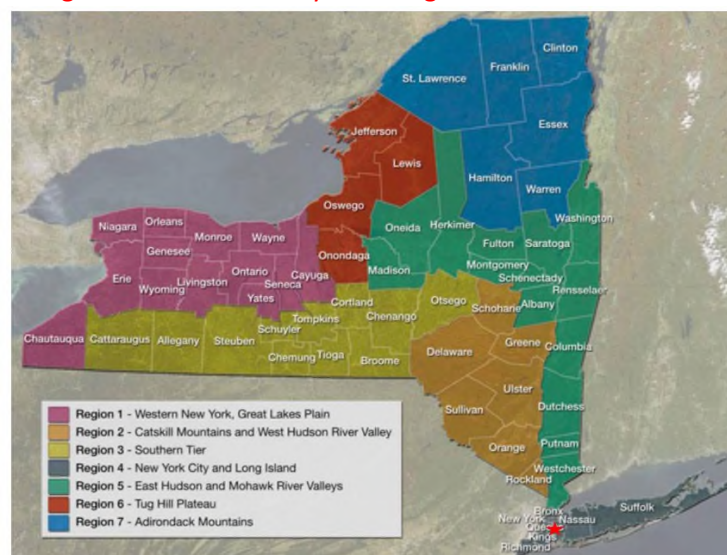 Clinton
Franklin
St. Lawrence
Essex
Jefferson
Lewis
Hamilton
Warren
Oswego
Washington
Oneida
Herkimer
Niagara
Orleans
Monroe
Wayne
Fulton
Saratoga
Genesee
Onondaga
Madison
Montgomery
Erie
Ontario
Cayuga
Schenectady
Livingston
Seneca
Wyoming
Yates
Rensselaer
Cortland
Otsego
Albany
Schoharie
Tompkins
Chenango
Schuyler
Chautauqua
Cattaraugus
Allegany
Steuben
Greene
Columbia
Delaware
Chemung
Tioga
Broome
Ulster
Sullivan
Dutchess
Region 1 - Western New York, Great Lakes Plain
Region 2 - Catskill Mountains and West Hudson River Valley
Region 3 - Southern Tier
Region 4 - New York City and Long Island
Region 5 - East Hudson and Mohawk River Valleys
Region 6 - Tug Hill Plateau
Region 7 - Adirondack Mountains
Orange
Putnam
Westchester
Rockland
Suffolk
Bronx
New York
Nassau
Kings
Richmond